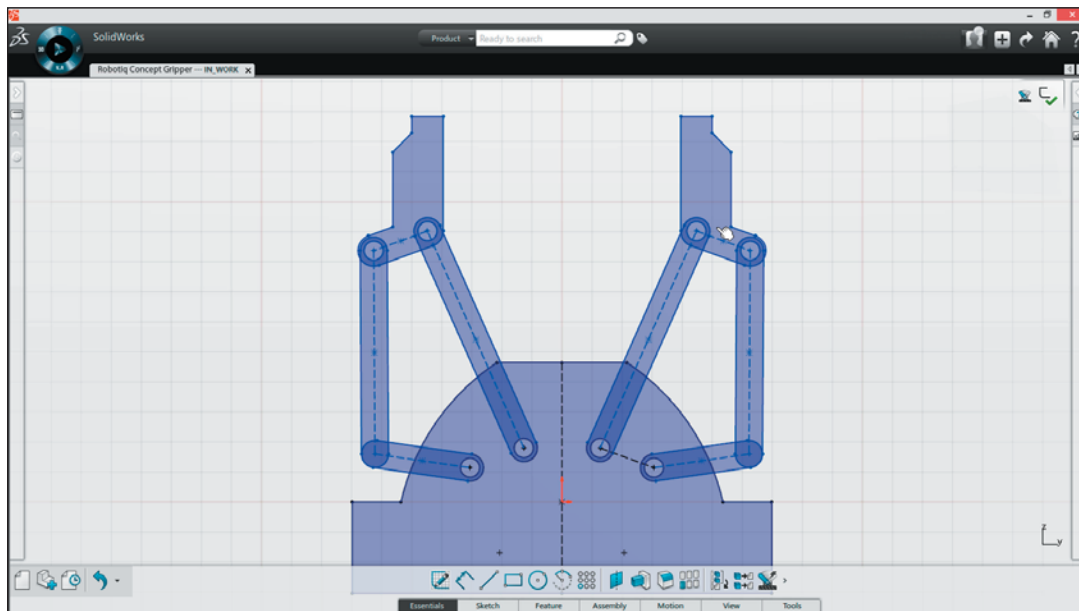 SolidWorks
Product
Ready to search
Robotiq Concept Gripper --- IN_WORK
z
y
Essentials
Sketch
Feature
Assembly
Motion
View
Tools